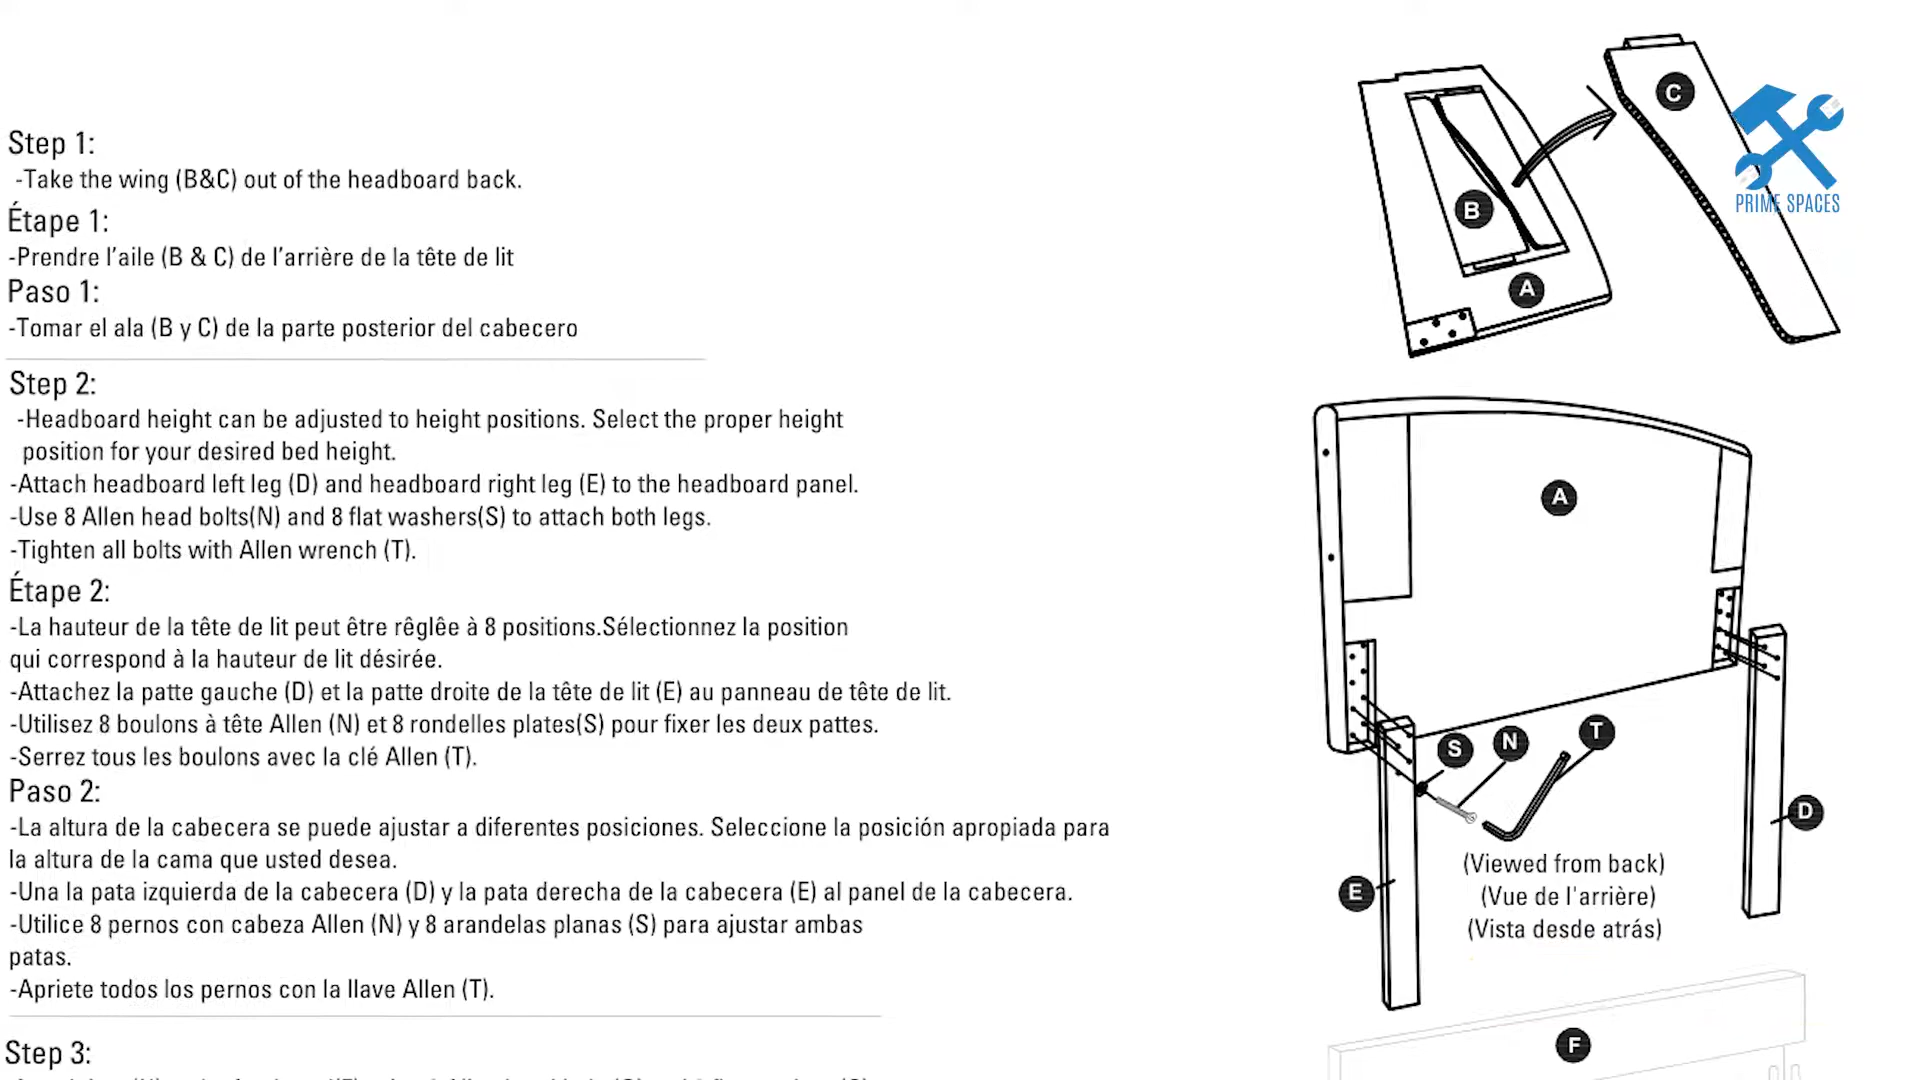 Step 1:
-Take the wing (B&C) out of the headboard back.
Étape 1:
-Prendre l’aile (B & C) de l’arrière de la tête de lit
Paso 1:
-Tomar el ala (B y C) de la parte posterior del cabecero
Step 2:
-Headboard height can be adjusted to height positions. Select the proper height
position for your desired bed height.
-Attach headboard left leg (D) and headboard right leg (E) to the headboard panel.
-Use 8 Allen head bolts(N) and 8 flat washers(S) to attach both legs.
-Tighten all bolts with Allen wrench (T).
Étape 2:
-La hauteur de la tête de lit peut être rêglêe à 8 positions.Sélectionnez la position
qui correspond à la hauteur de lit désirée.
-Attachez la patte gauche (D) et la patte droite de la tête de lit (E) au panneau de tête de lit.
-Utilisez 8 boulons à tête Allen (N) et 8 rondelles plates(S) pour fixer les deux pattes.
-Serrez tous les boulons avec la clé Allen (T).
Paso 2:
-La altura de la cabecera se puede ajustar a diferentes posiciones. Seleccione la posición apropiada para
la altura de la cama que usted desea.
-Una la pata izquierda de la cabecera (D) y la pata derecha de la cabecera (E) al panel de la cabecera.
-Utilice 8 pernos con cabeza Allen (N) y 8 arandelas planas (S) para ajustar ambas
patas.
-Apriete todos los pernos con la llave Allen (T).
Step 3:
C
B
A
PRIME SPACES
A
S
N
T
D
E
(Viewed from back)
(Vue de l'arrière)
(Vista desde atrás)
F